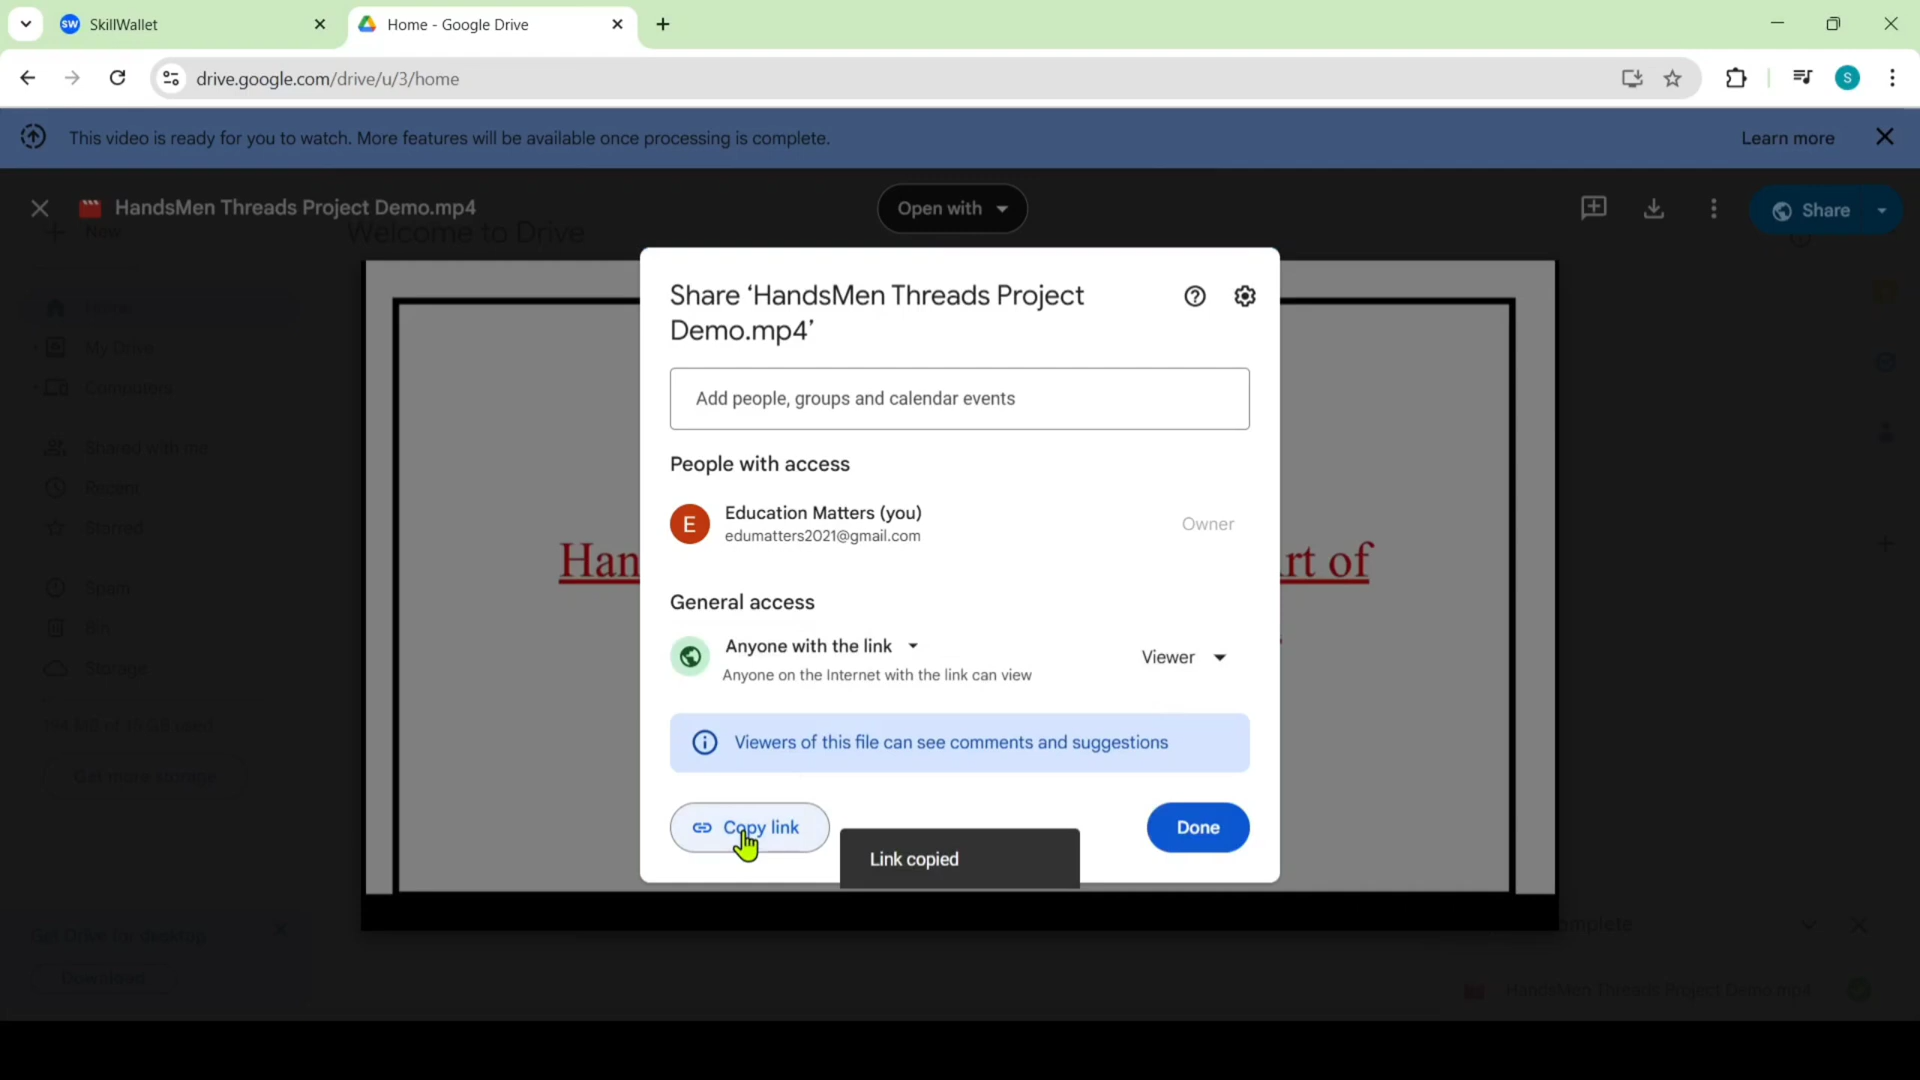 SkillWallet
Home - Google Drive
drive.google.com/drive/u/3/home
This video is ready for you to watch. More features will be available once processing is complete.
Learn more
HandsMen Threads Project Demo.mp4
Open with
Share
New
Welcome to Drive
Home
My Drive
Computers
Shared with me
Recent
Starred
Spam
Bin
Storage
Get more storage
Get Drive for desktop
Download
Share ‘HandsMen Threads Project
Demo.mp4’
Add people, groups and calendar events
People with access
E
Education Matters (you)
edumatters2021@gmail.com
Owner
General access
Anyone with the link
Anyone on the Internet with the link can view
Viewer
Viewers of this file can see comments and suggestions
Copy link
Link copied
Done
Han
rt of
omplete
HandsMen Threads Project Demo.mp4